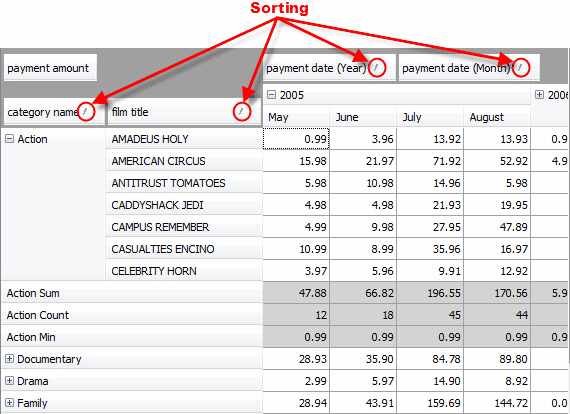 Sorting
payment amount payment date (Year) payment date (Month)
category name film title 2005 2006
May June July August
Action AMADEUS HOLY 0.99 3.96 13.92 13.93 0.9
AMERICAN CIRCUS 15.98 21.97 71.92 52.92 4.9
ANTITRUST TOMATOES 5.98 10.98 14.96 5.98
CADDYSHACK JEDI 4.98 4.98 21.93 19.95
CAMPUS REMEMBER 4.99 9.98 27.95 47.89
CASUALTIES ENCINO 10.99 8.99 35.96 16.97
CELEBRITY HORN 3.97 5.96 9.91 12.92
Action Sum 47.88 66.82 196.55 170.56 5.9
Action Count 12 18 45 44
Action Min 0.99 0.99 0.99 0.99 0.9
Documentary 28.93 35.90 84.78 89.80
Drama 2.99 5.97 14.90 8.92
Family 28.94 43.91 159.69 144.72 0.0